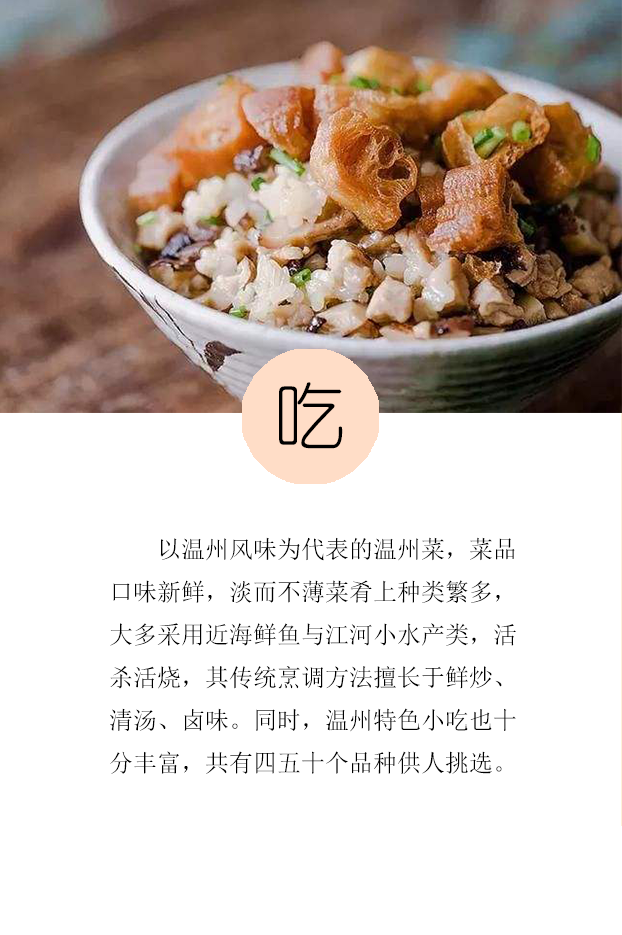 吃
以温州风味为代表的温州菜，菜品
口味新鲜，淡而不薄菜肴上种类繁多，
大多采用近海鲜鱼与江河小水产类，活
杀活烧，其传统烹调方法擅长于鲜炒、
清汤、卤味。同时，温州特色小吃也十
分丰富，共有四五十个品种供人挑选。